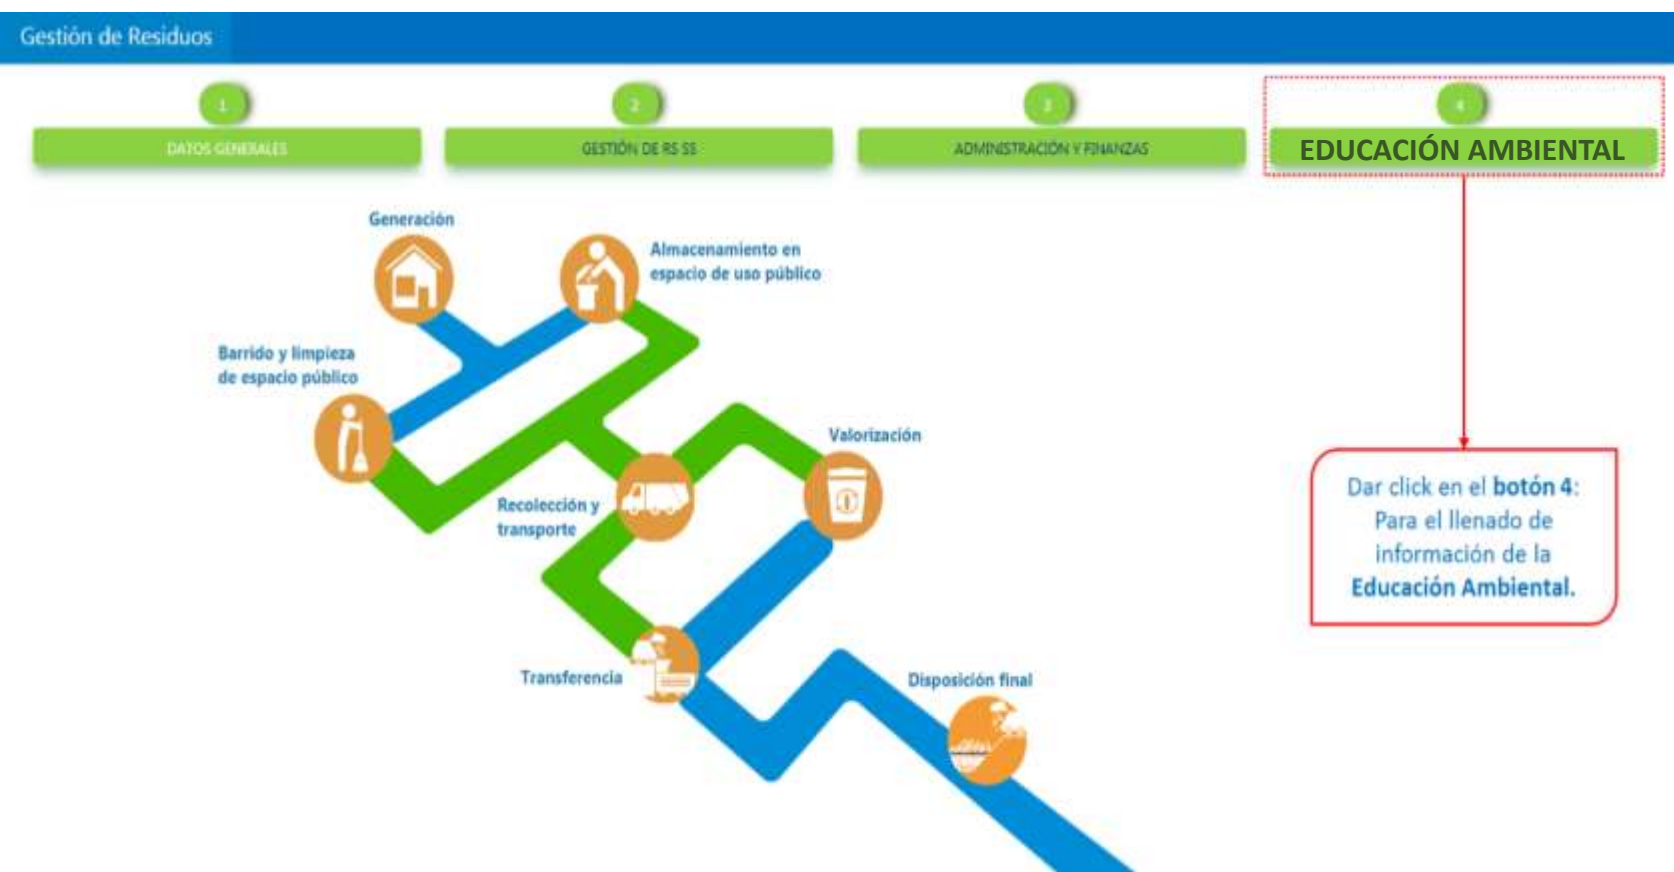 Gestión de Residuos
1
2
3
4
DATOS GENERALES
GESTIÓN DE RS SS
ADMINISTRACIÓN Y FINANZAS
EDUCACIÓN AMBIENTAL
Generación
Almacenamiento en
espacio de uso público
Barrido y limpieza
de espacio público
Valorización
Recolección y
transporte
Dar click en el botón 4:
Para el llenado de
información de la
Educación Ambiental.
Transferencia
Disposición final